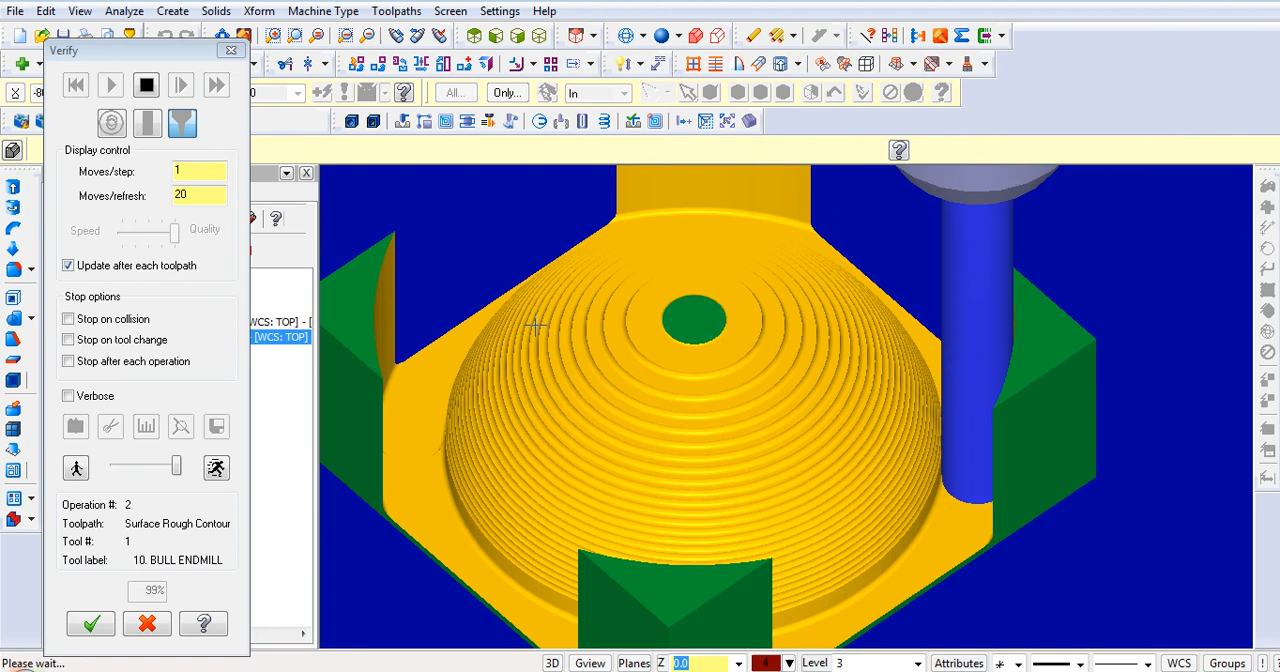 File Edit View Analyze Create Solids Xform Machine Type Toolpaths Screen Settings Help
Verify
All... Only... In
Display control
Moves/step: 1
Moves/refresh: 20
Speed Quality
Update after each toolpath
Stop options
Stop on collision
Stop on tool change
Stop after each operation
WCS: TOP] - [
- [WCS: TOP]
Verbose
Operation #: 2
Toolpath: Surface Rough Contour
Tool #: 1
Tool label: 10. BULL ENDMILL
99%
Please wait... 3D Gview Planes Z 0.0 4 Level 3 Attributes WCS Groups